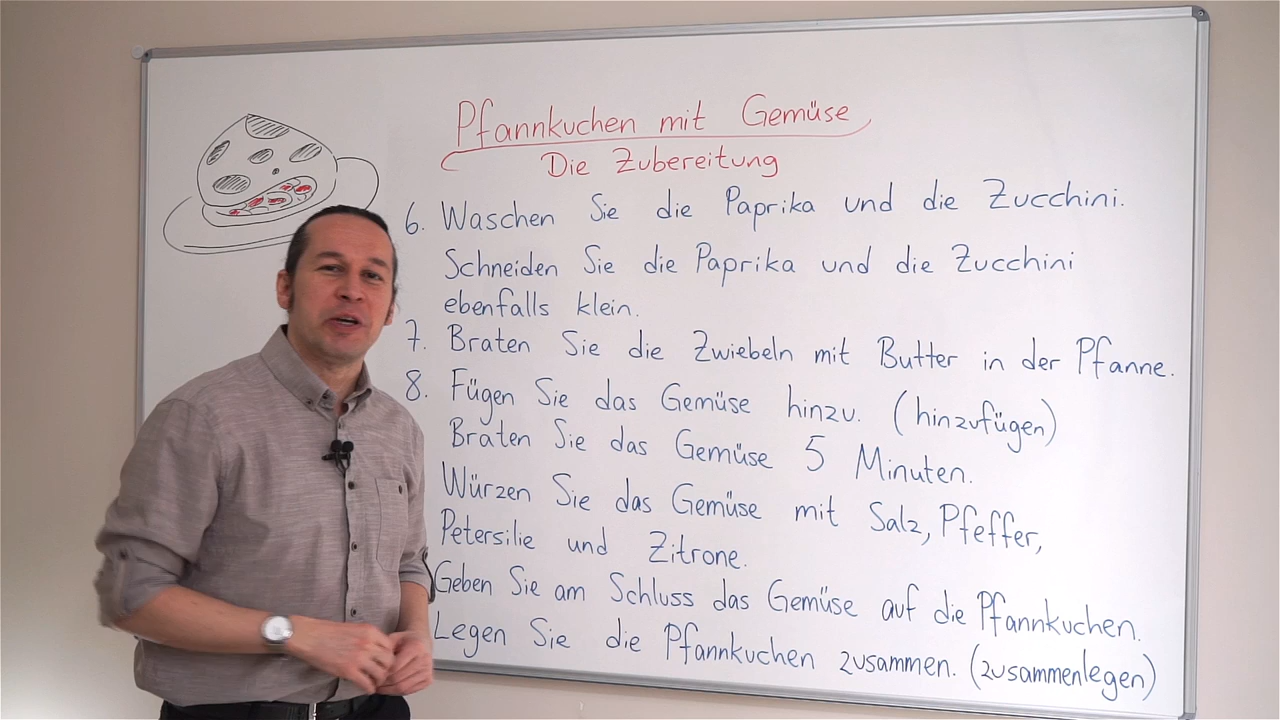 Pfannkuchen mit Gemüse
Die Zubereitung
6. Waschen Sie die Paprika und die Zucchini.
Schneiden Sie die Paprika und die Zucchini
ebenfalls klein.
7. Braten Sie die Zwiebeln mit Butter in der Pfanne.
8. Fügen Sie das Gemüse hinzu. (hinzufügen)
Braten Sie das Gemüse 5 Minuten.
Würzen Sie das Gemüse mit Salz, Pfeffer,
Petersilie und Zitrone.
Geben Sie am Schluss das Gemüse auf die Pfannkuchen.
Legen Sie die Pfannkuchen zusammen. (zusammenlegen)